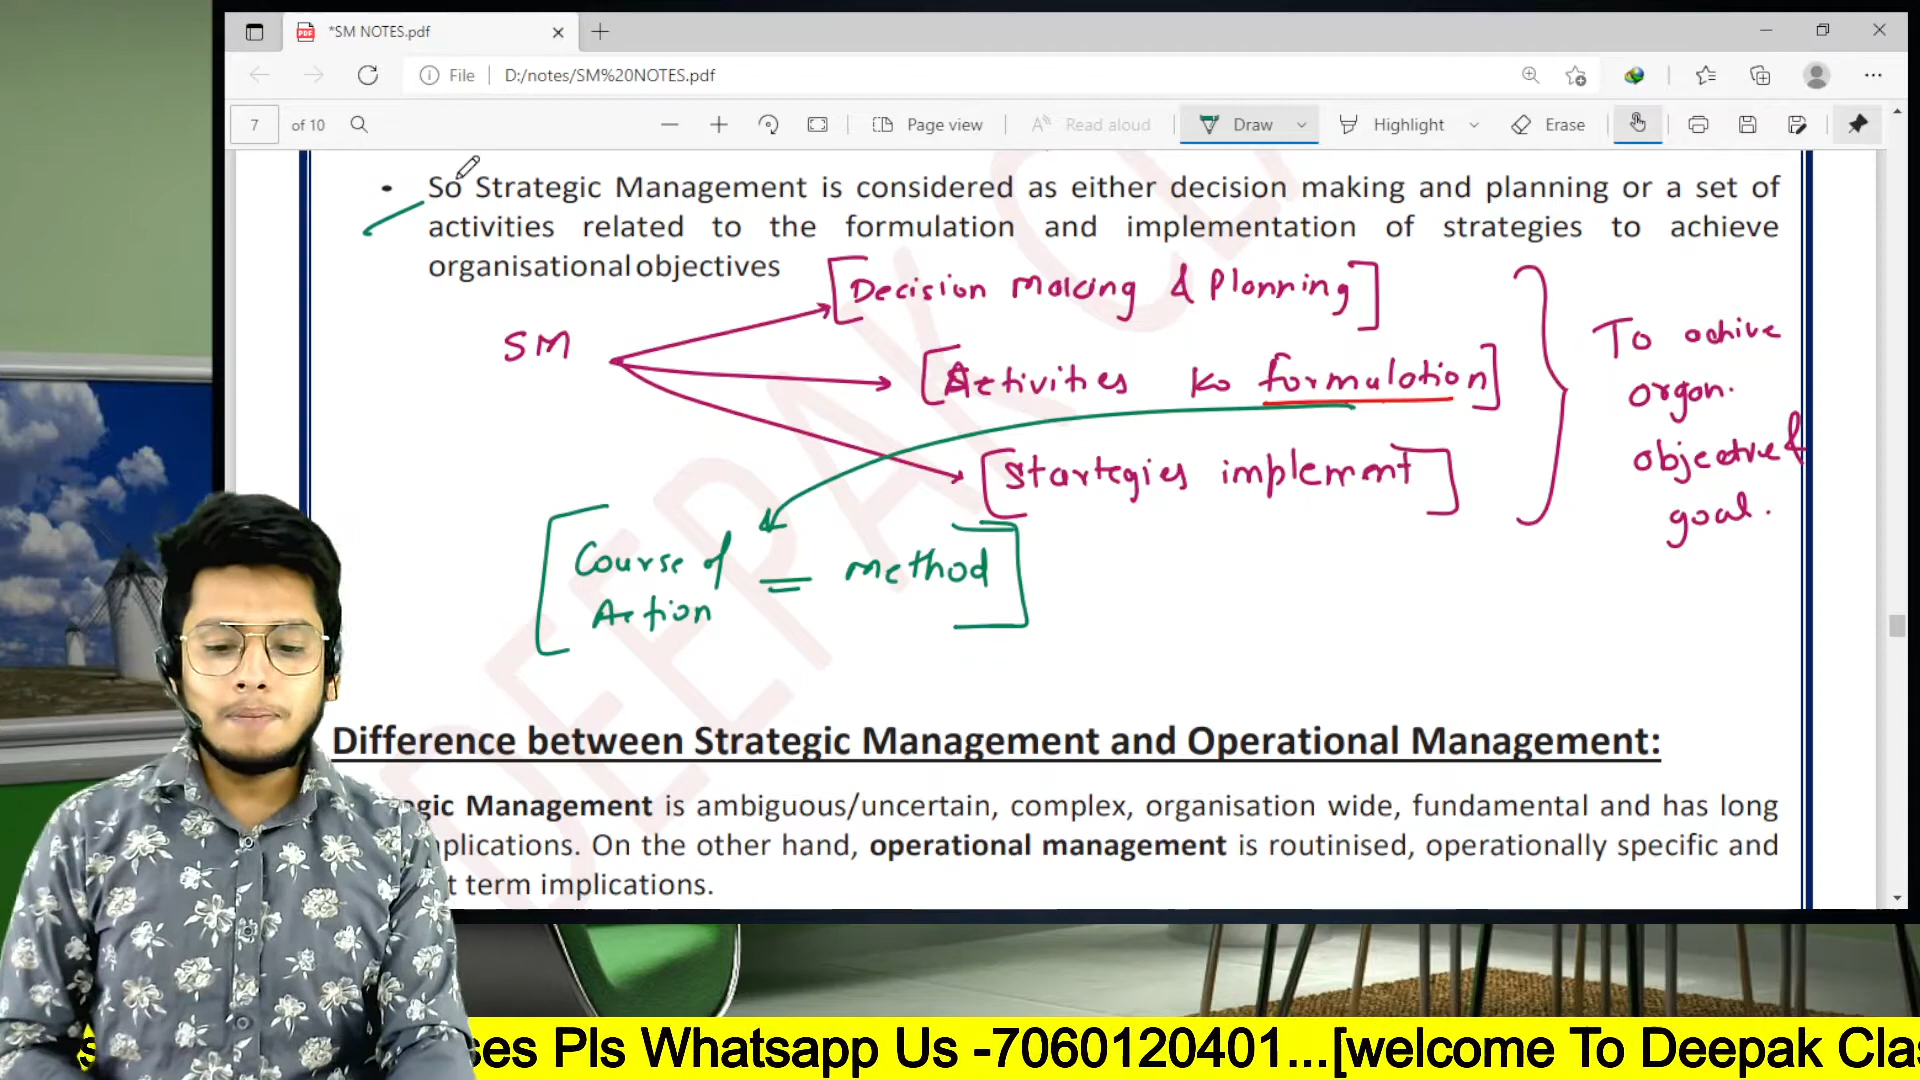 *SM NOTES.pdf
File
D:/notes/SM%20NOTES.pdf
7 of 10
Page view
Read aloud
Draw
Highlight
Erase
• So Strategic Management is considered as either decision making and planning or a set of
activities related to the formulation and implementation of strategies to achieve
organisational objectives
SM
[Decision Making & Planning]
[Activities Ko formulation]
[Startegies implement]
To achive
organ.
objective &
goal.
[Course of
Action = method]
Difference between Strategic Management and Operational Management:
gic Management is ambiguous/uncertain, complex, organisation wide, fundamental and has long
plications. On the other hand, operational management is routinised, operationally specific and
t term implications.
DEEPAK CL
ses Pls Whatsapp Us -7060120401...[welcome To Deepak Clas